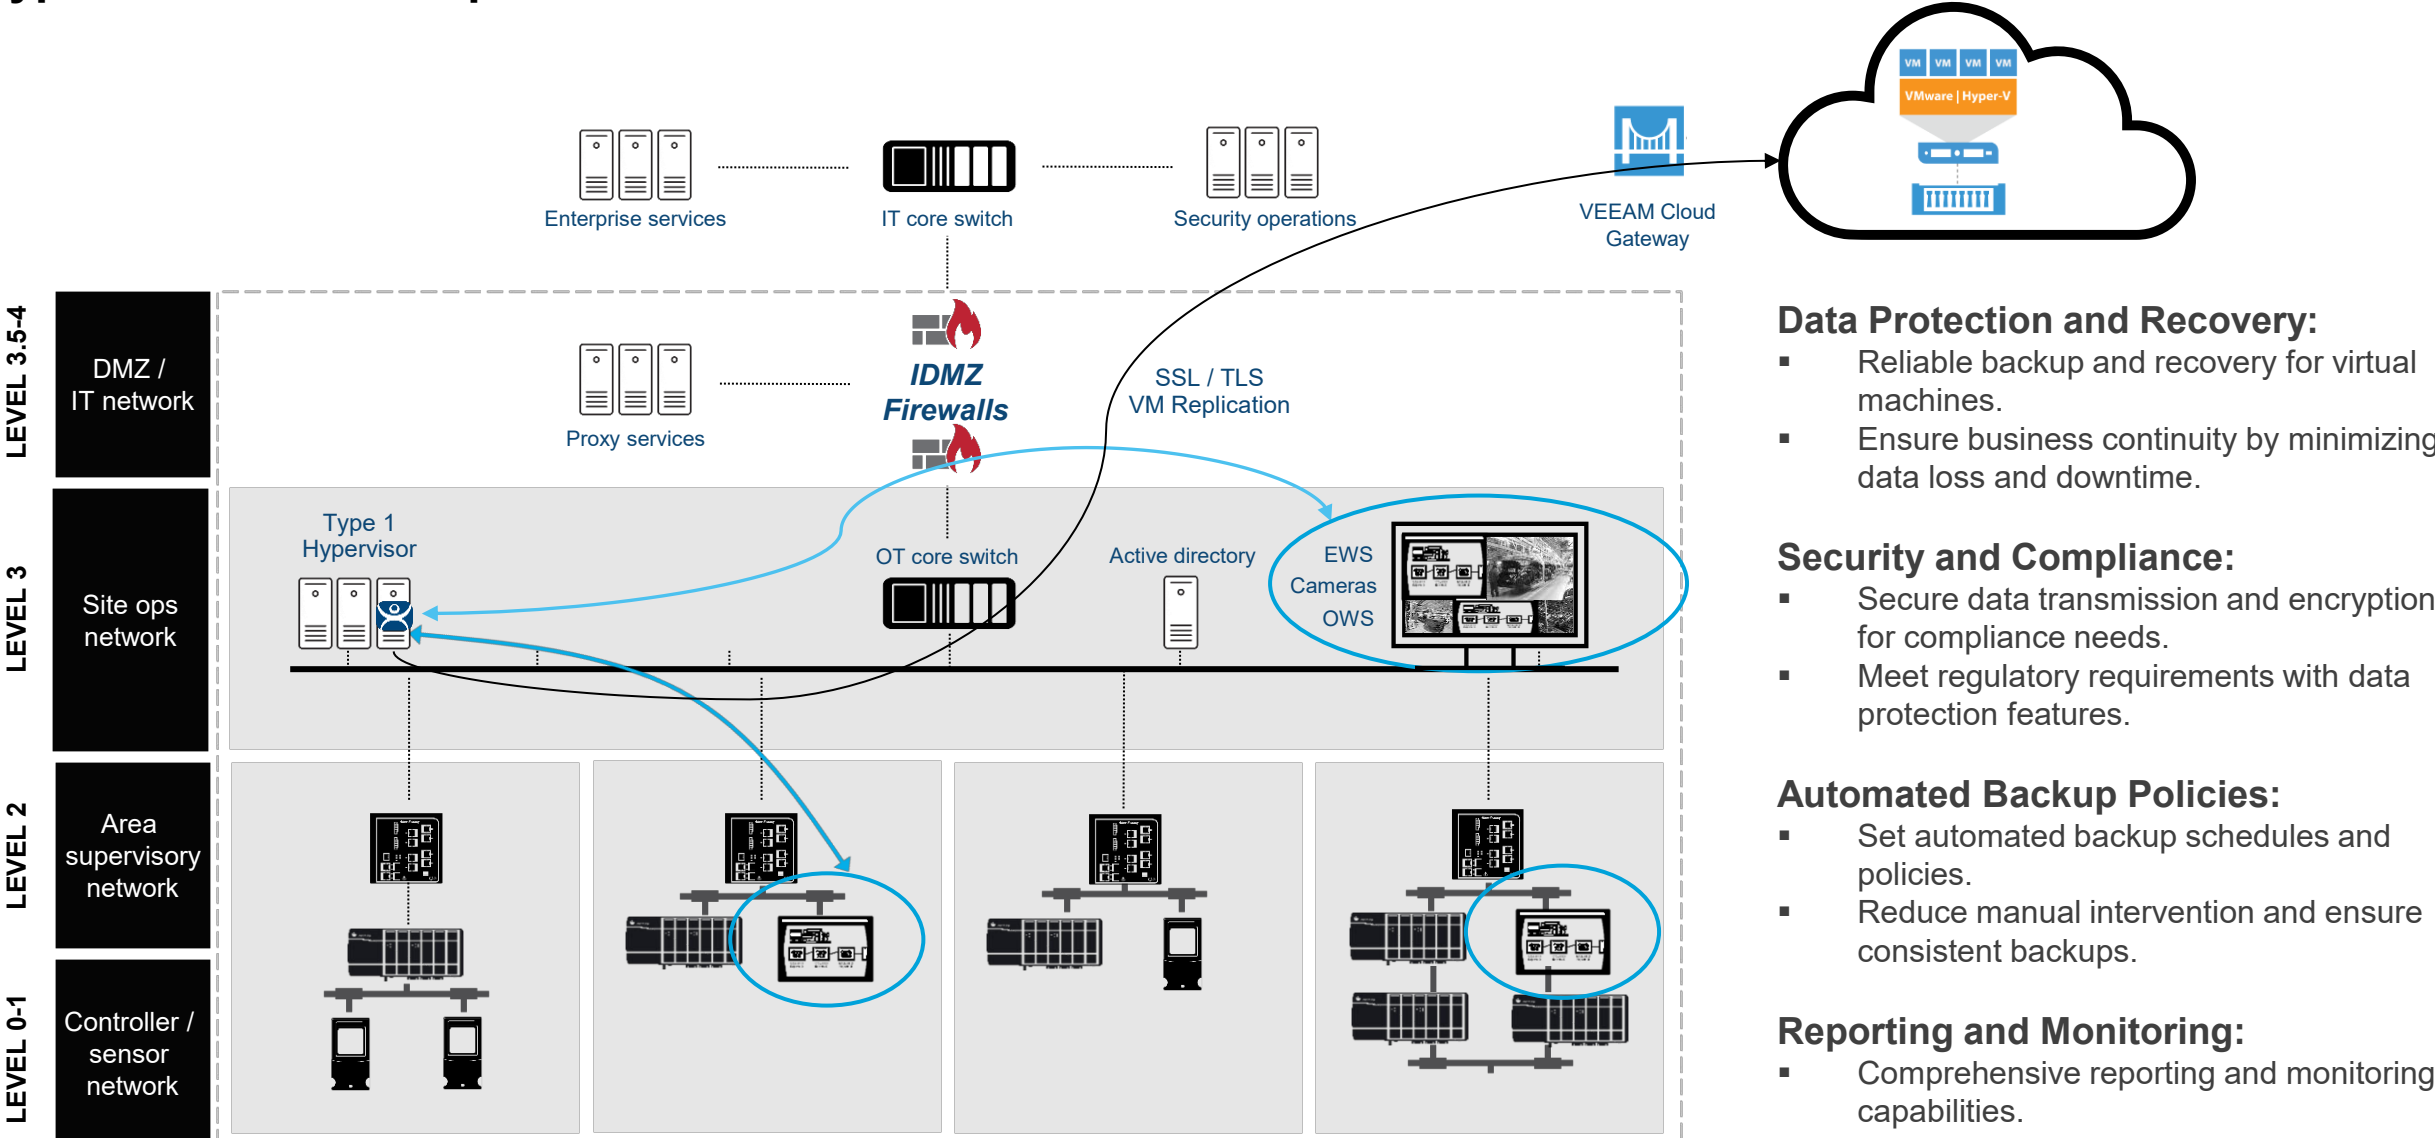 VM VM VM VM
VMware | Hyper-V
Enterprise services
IT core switch
Security operations
VEEAM Cloud
Gateway
LEVEL 3.5-4
DMZ /
IT network
IDMZ
Firewalls
Proxy services
SSL / TLS
VM Replication
LEVEL 3
Site ops
network
Type 1
Hypervisor
OT core switch
Active directory
EWS
Cameras
OWS
LEVEL 2
Area
supervisory
network
LEVEL 0-1
Controller /
sensor
network
Data Protection and Recovery:
▪ Reliable backup and recovery for virtual
machines.
▪ Ensure business continuity by minimizing
data loss and downtime.
Security and Compliance:
▪ Secure data transmission and encryption
for compliance needs.
▪ Meet regulatory requirements with data
protection features.
Automated Backup Policies:
▪ Set automated backup schedules and
policies.
▪ Reduce manual intervention and ensure
consistent backups.
Reporting and Monitoring:
▪ Comprehensive reporting and monitoring
capabilities.